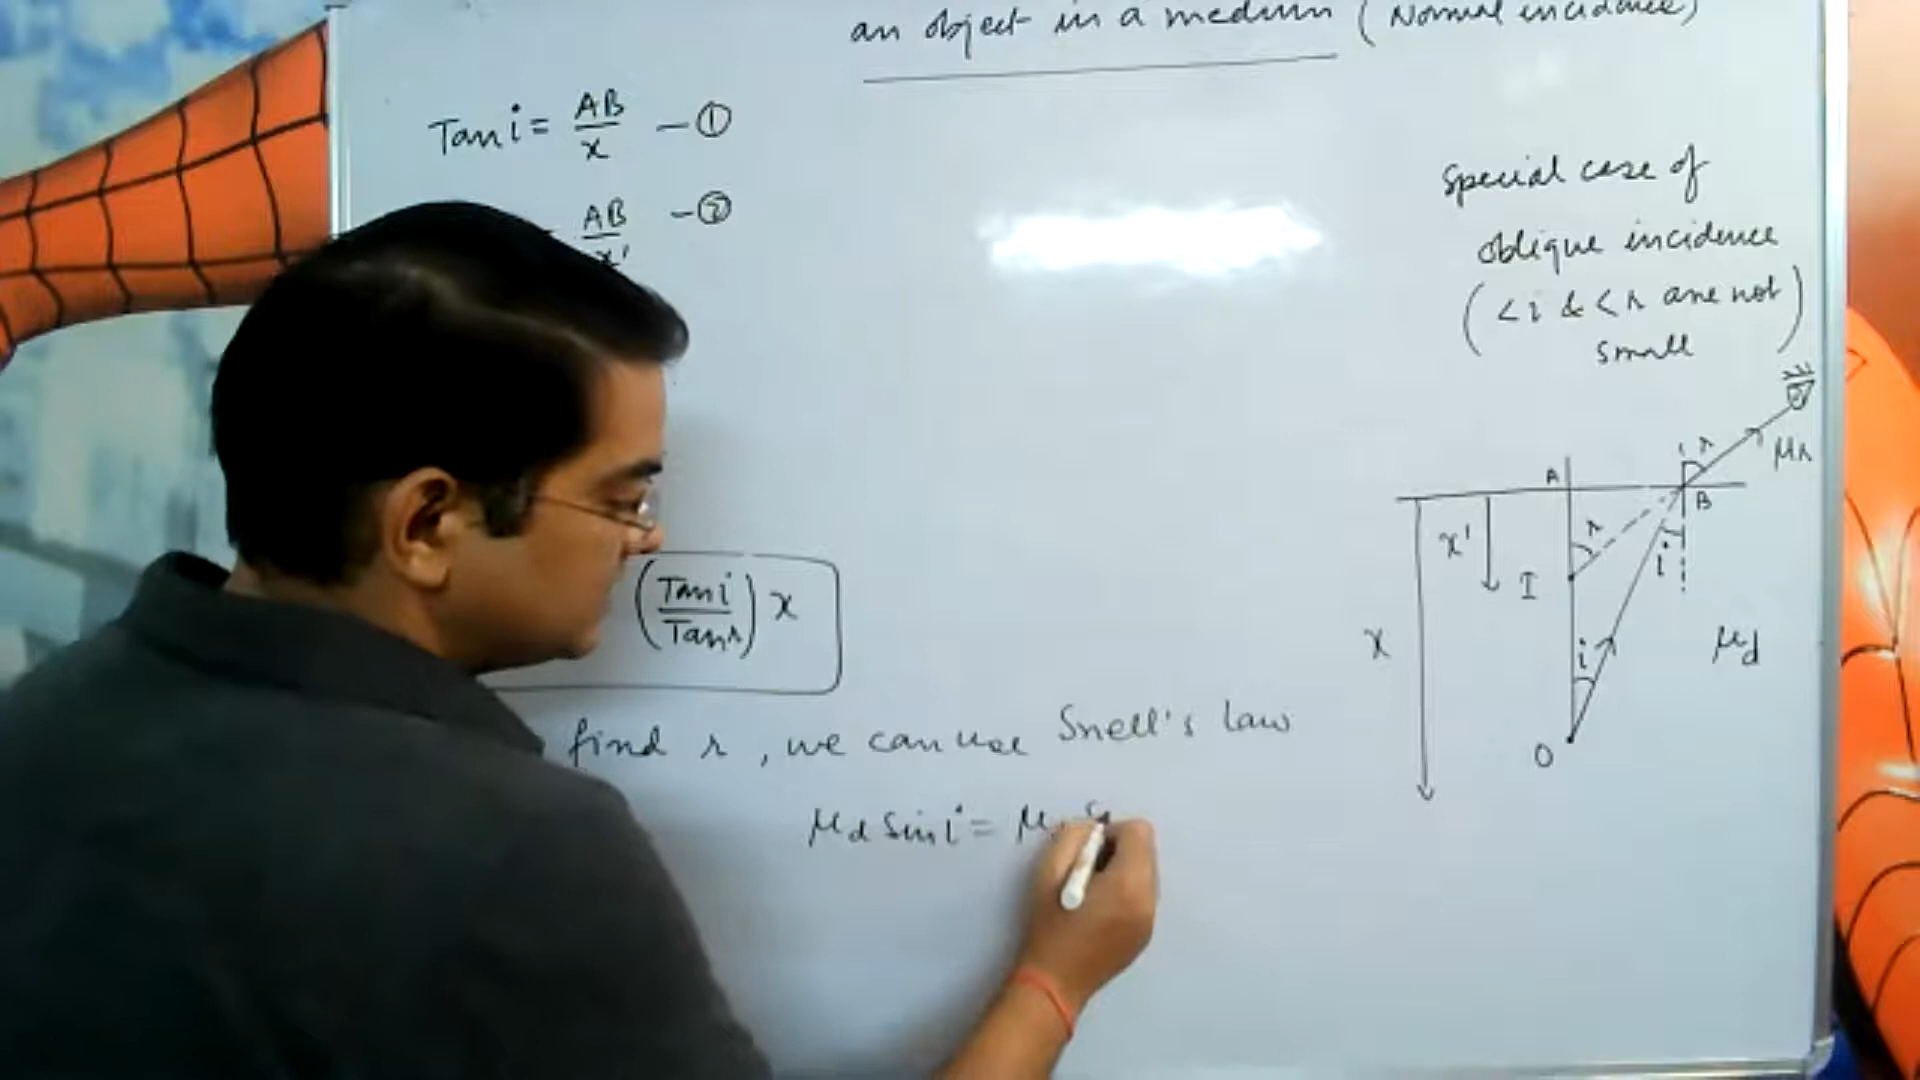 an object in a medium (Normal incidence)
Tan i = AB/x — ①
AB/x' — ②
(Tan i/Tan r) x
find r, we can use Snell's Law
μd Sin i = μ
Special case of
oblique incidence
(<i & <r are not
small)
r
μr
A
B
x'
r
i
I
x
i
μd
O